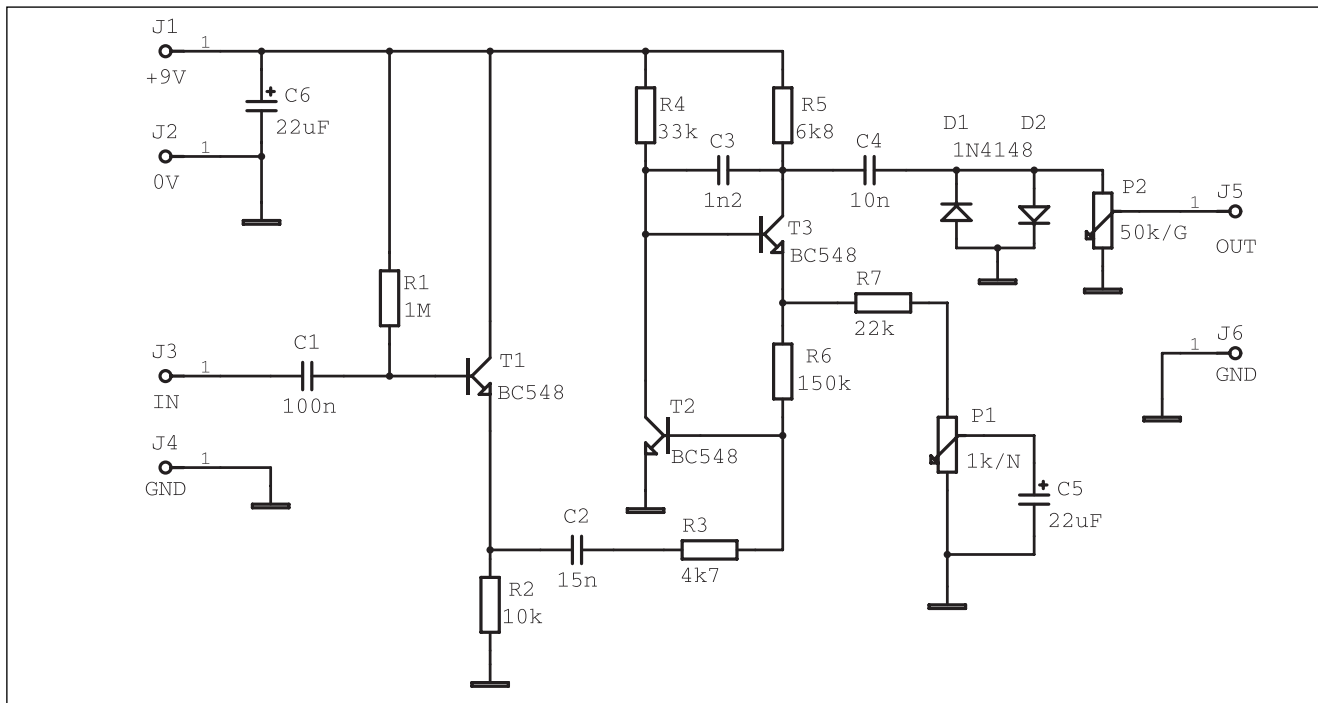 J1
1
+9V
C6
22uF
J2
1
0V
R4
33k
R5
6k8
C3
1n2
C4
10n
D1
D2
1N4148
P2
50k/G
J5
1
OUT
T3
BC548
R1
1M
R7
22k
J3
1
IN
C1
100n
T1
BC548
R6
150k
J6
1
GND
T2
BC548
P1
1k/N
J4
1
GND
C5
22uF
C2
15n
R3
4k7
R2
10k